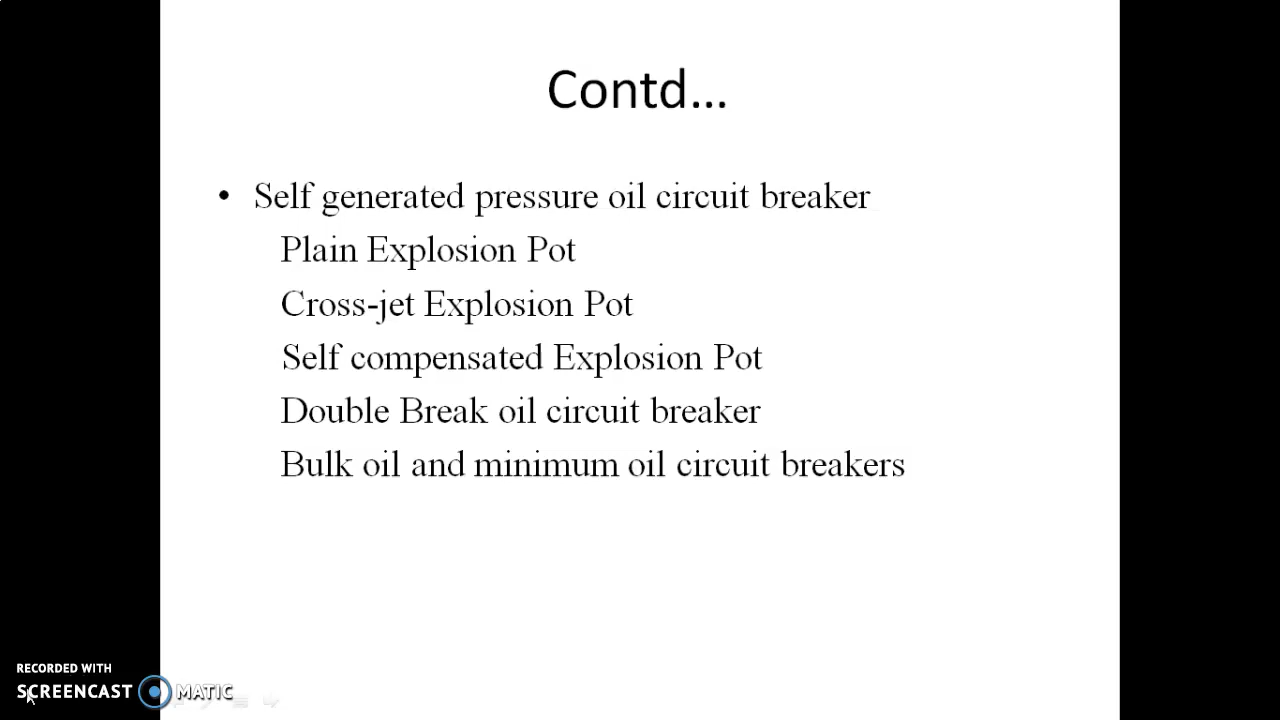 Contd...
• Self generated pressure oil circuit breaker
Plain Explosion Pot
Cross-jet Explosion Pot
Self compensated Explosion Pot
Double Break oil circuit breaker
Bulk oil and minimum oil circuit breakers
RECORDED WITH
SCREENCAST MATIC